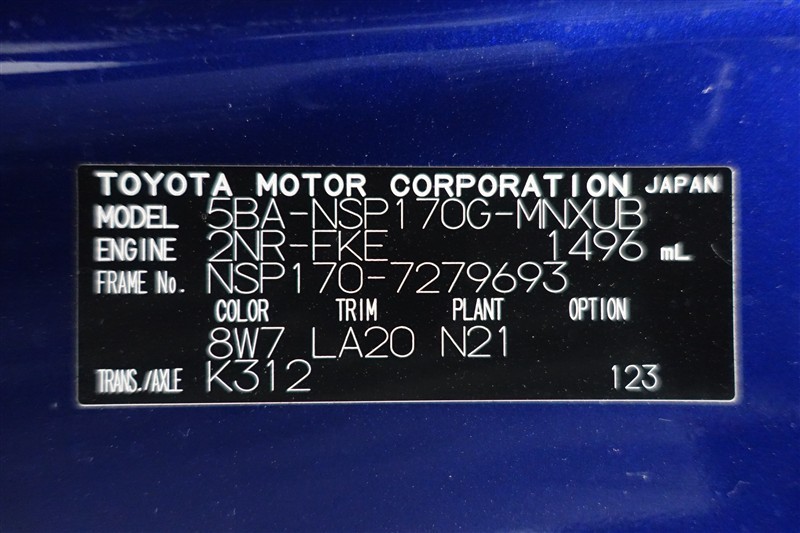 TOYOTA MOTOR CORPORATION JAPAN
MODEL 5BA-NSP170G-MNXUB
ENGINE 2NR-FKE 1496 mL
FRAME No. NSP170-7279693
COLOR TRIM PLANT OPTION
8W7 LA20 N21
TRANS./AXLE K312 123